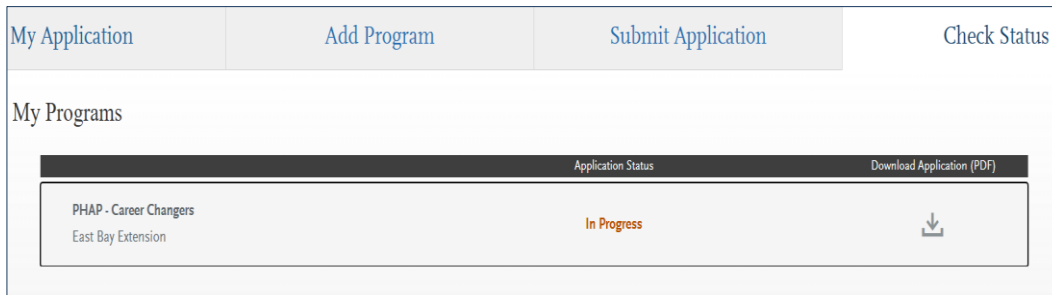 My Application Add Program Submit Application Check Status
My Programs
Application Status Download Application (PDF)
PHAP - Career Changers
East Bay Extension
In Progress